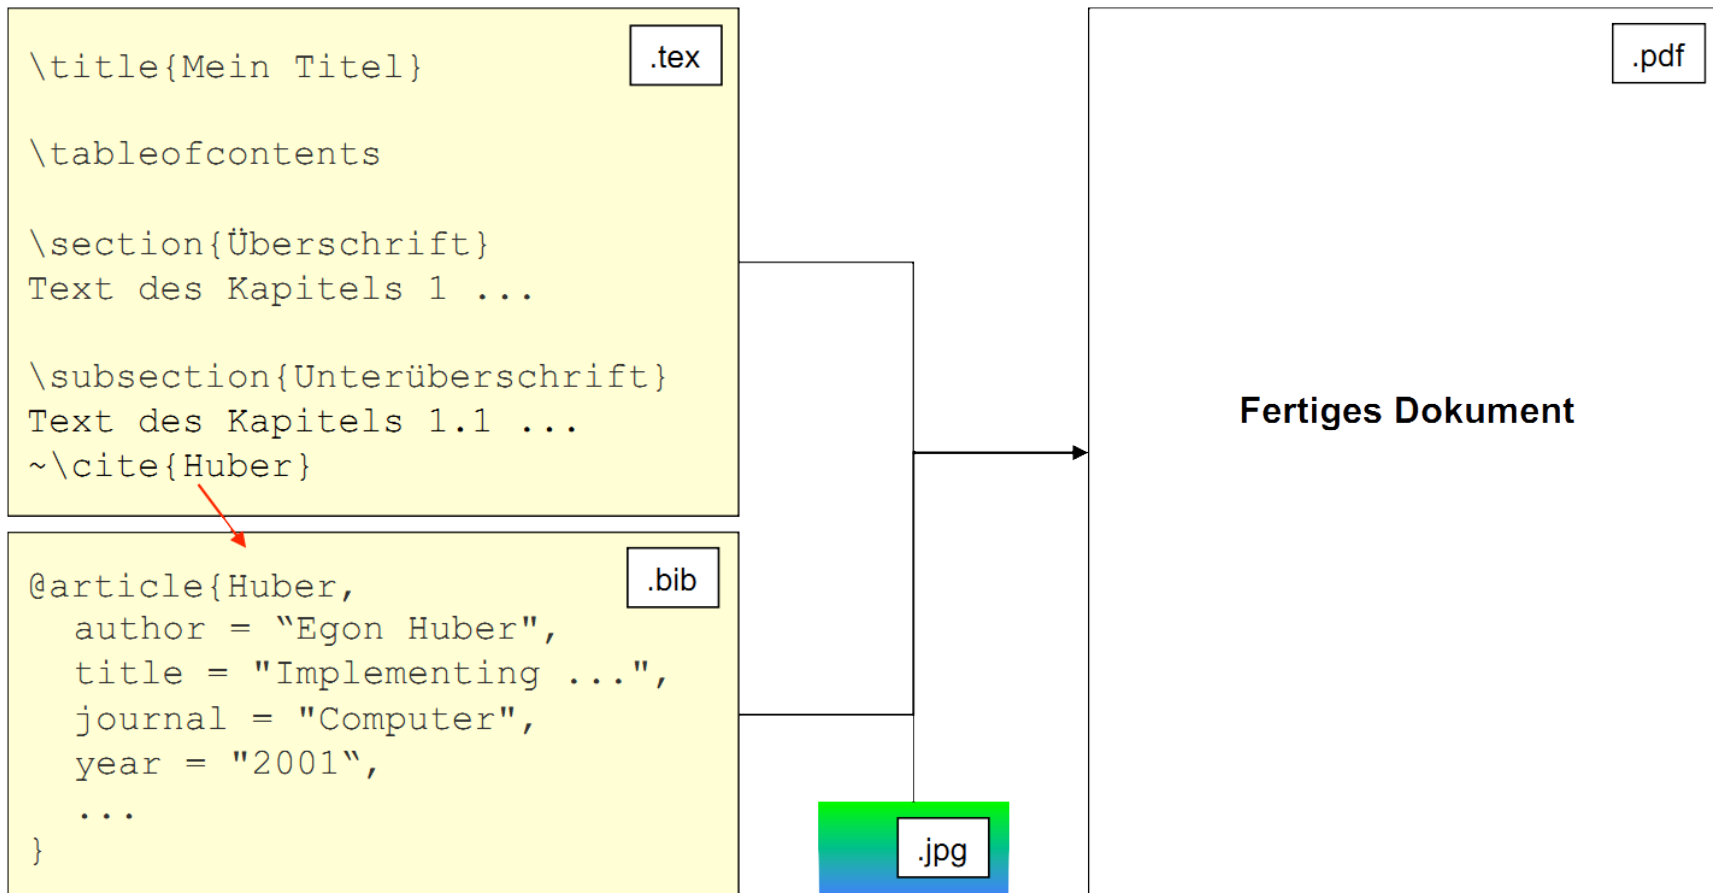 .tex
\title{Mein Titel}
\tableofcontents
\section{Überschrift}
Text des Kapitels 1 ...
\subsection{Unterüberschrift}
Text des Kapitels 1.1 ...
~\cite{Huber}
.bib
@article{Huber,
author = “Egon Huber",
title = "Implementing ...",
journal = "Computer",
year = "2001“,
...
}
.jpg
.pdf
Fertiges Dokument